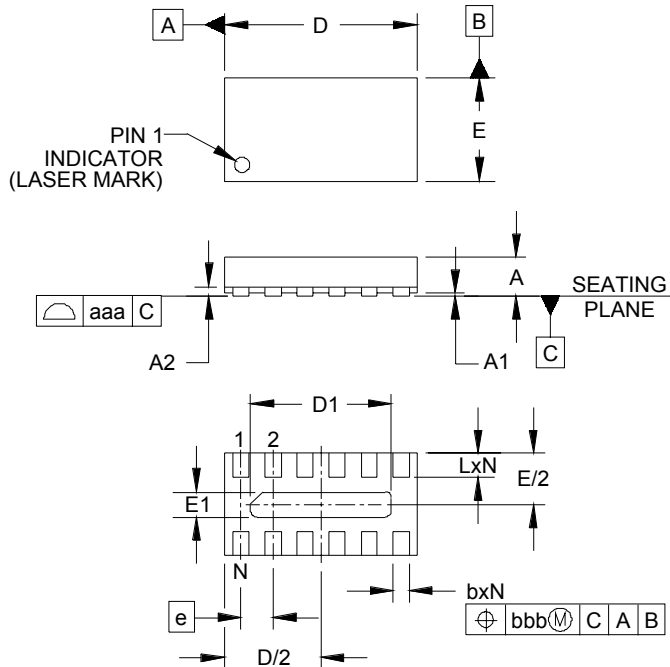 A
D
B
PIN 1
INDICATOR
(LASER MARK)
E
A
SEATING
PLANE
aaa C
A2
A1
C
D1
1 2
LxN
E/2
E1
N
bxN
e
bbb M C A B
D/2